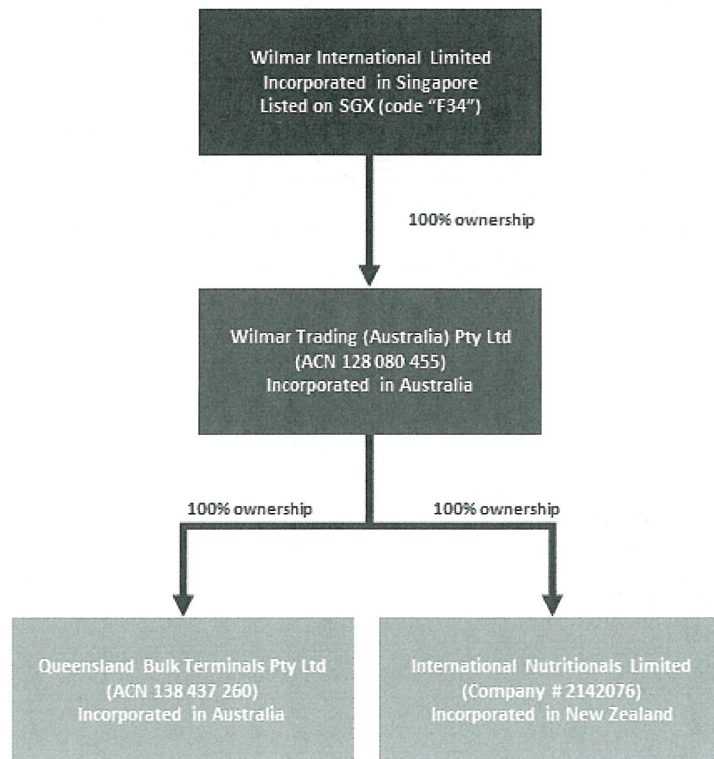 Wilmar International Limited
Incorporated in Singapore
Listed on SGX (code “F34”)
100% ownership
Wilmar Trading (Australia) Pty Ltd
(ACN 128 080 455)
Incorporated in Australia
100% ownership
100% ownership
Queensland Bulk Terminals Pty Ltd
(ACN 138 437 260)
Incorporated in Australia
International Nutritionals Limited
(Company # 2142076)
Incorporated in New Zealand